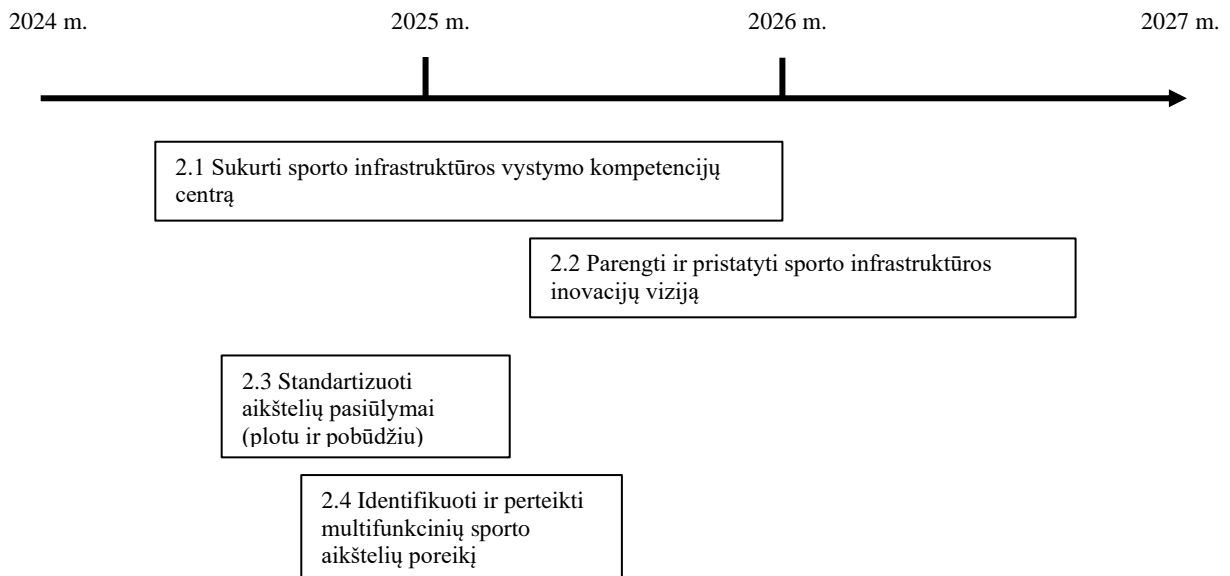 2024 m. 2025 m. 2026 m. 2027 m.
2.1 Sukurti sporto infrastruktūros vystymo kompetencijų
centrą
2.2 Parengti ir pristatyti sporto infrastruktūros
inovacijų viziją
2.3 Standartizuoti
aikštelių pasiūlymai
(plotu ir pobūdžiu)
2.4 Identifikuoti ir perteikti
multifunkcinių sporto
aikštelių poreikį